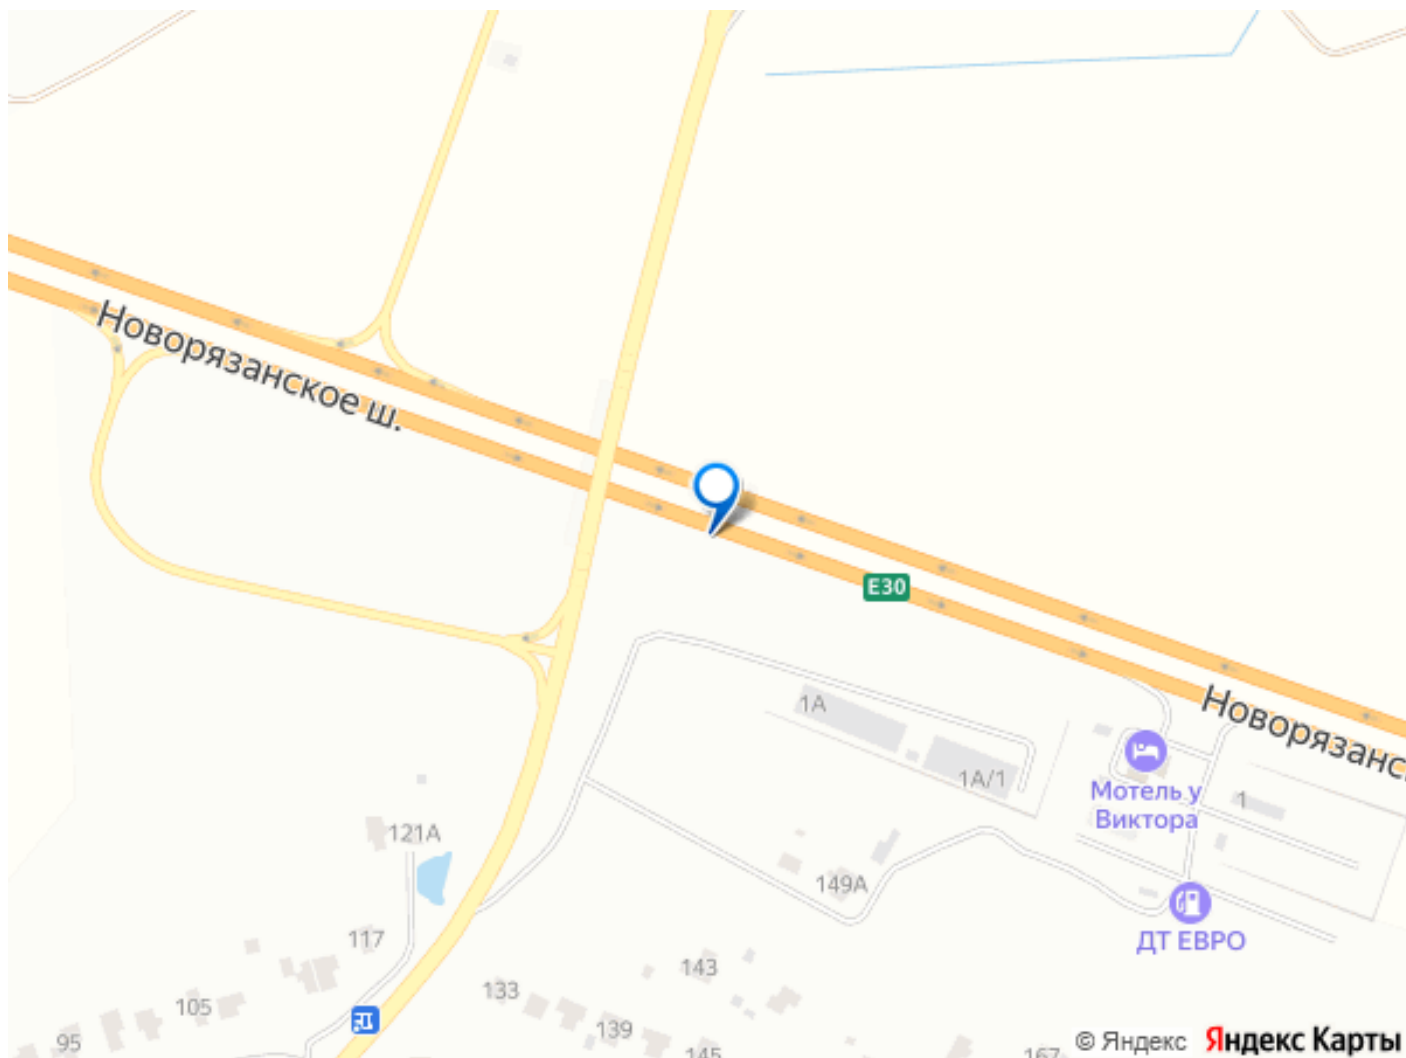 Новорязанское ш.
E30
Новорязанс
1А
1А/1
Мотель у
Виктора
1
121А
149А
ДТ ЕВРО
117
143
133
105
139
95
145
167
© Яндекс
Яндекс Карты